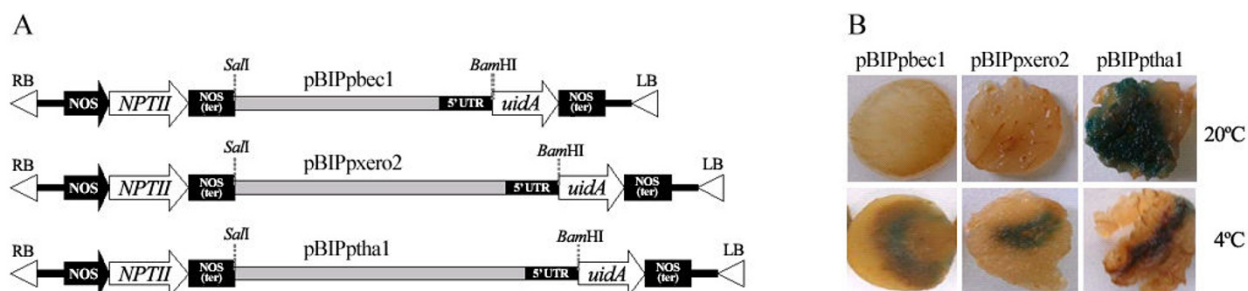 A
pBIPpbec1
SalI
BamHI
RB
LB
NOS
NPTII
NOS (ter)
5' UTR
uidA
NOS (ter)
pBIPpxero2
SalI
BamHI
RB
LB
NOS
NPTII
NOS (ter)
5' UTR
uidA
NOS (ter)
pBIPptha1
SalI
BamHI
RB
LB
NOS
NPTII
NOS (ter)
5' UTR
uidA
NOS (ter)
B
pBIPpbec1 pBIPpxero2 pBIPptha1
20ºC
4ºC